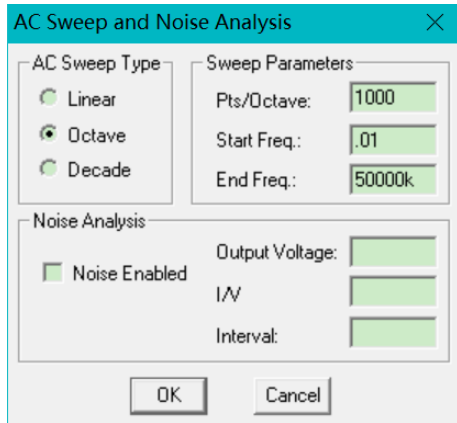 AC Sweep and Noise Analysis
AC Sweep Type
Linear
Octave
Decade
Sweep Parameters
Pts/Octave: 1000
Start Freq.: .01
End Freq.: 50000k
Noise Analysis
Noise Enabled
Output Voltage:
I/V
Interval:
OK Cancel